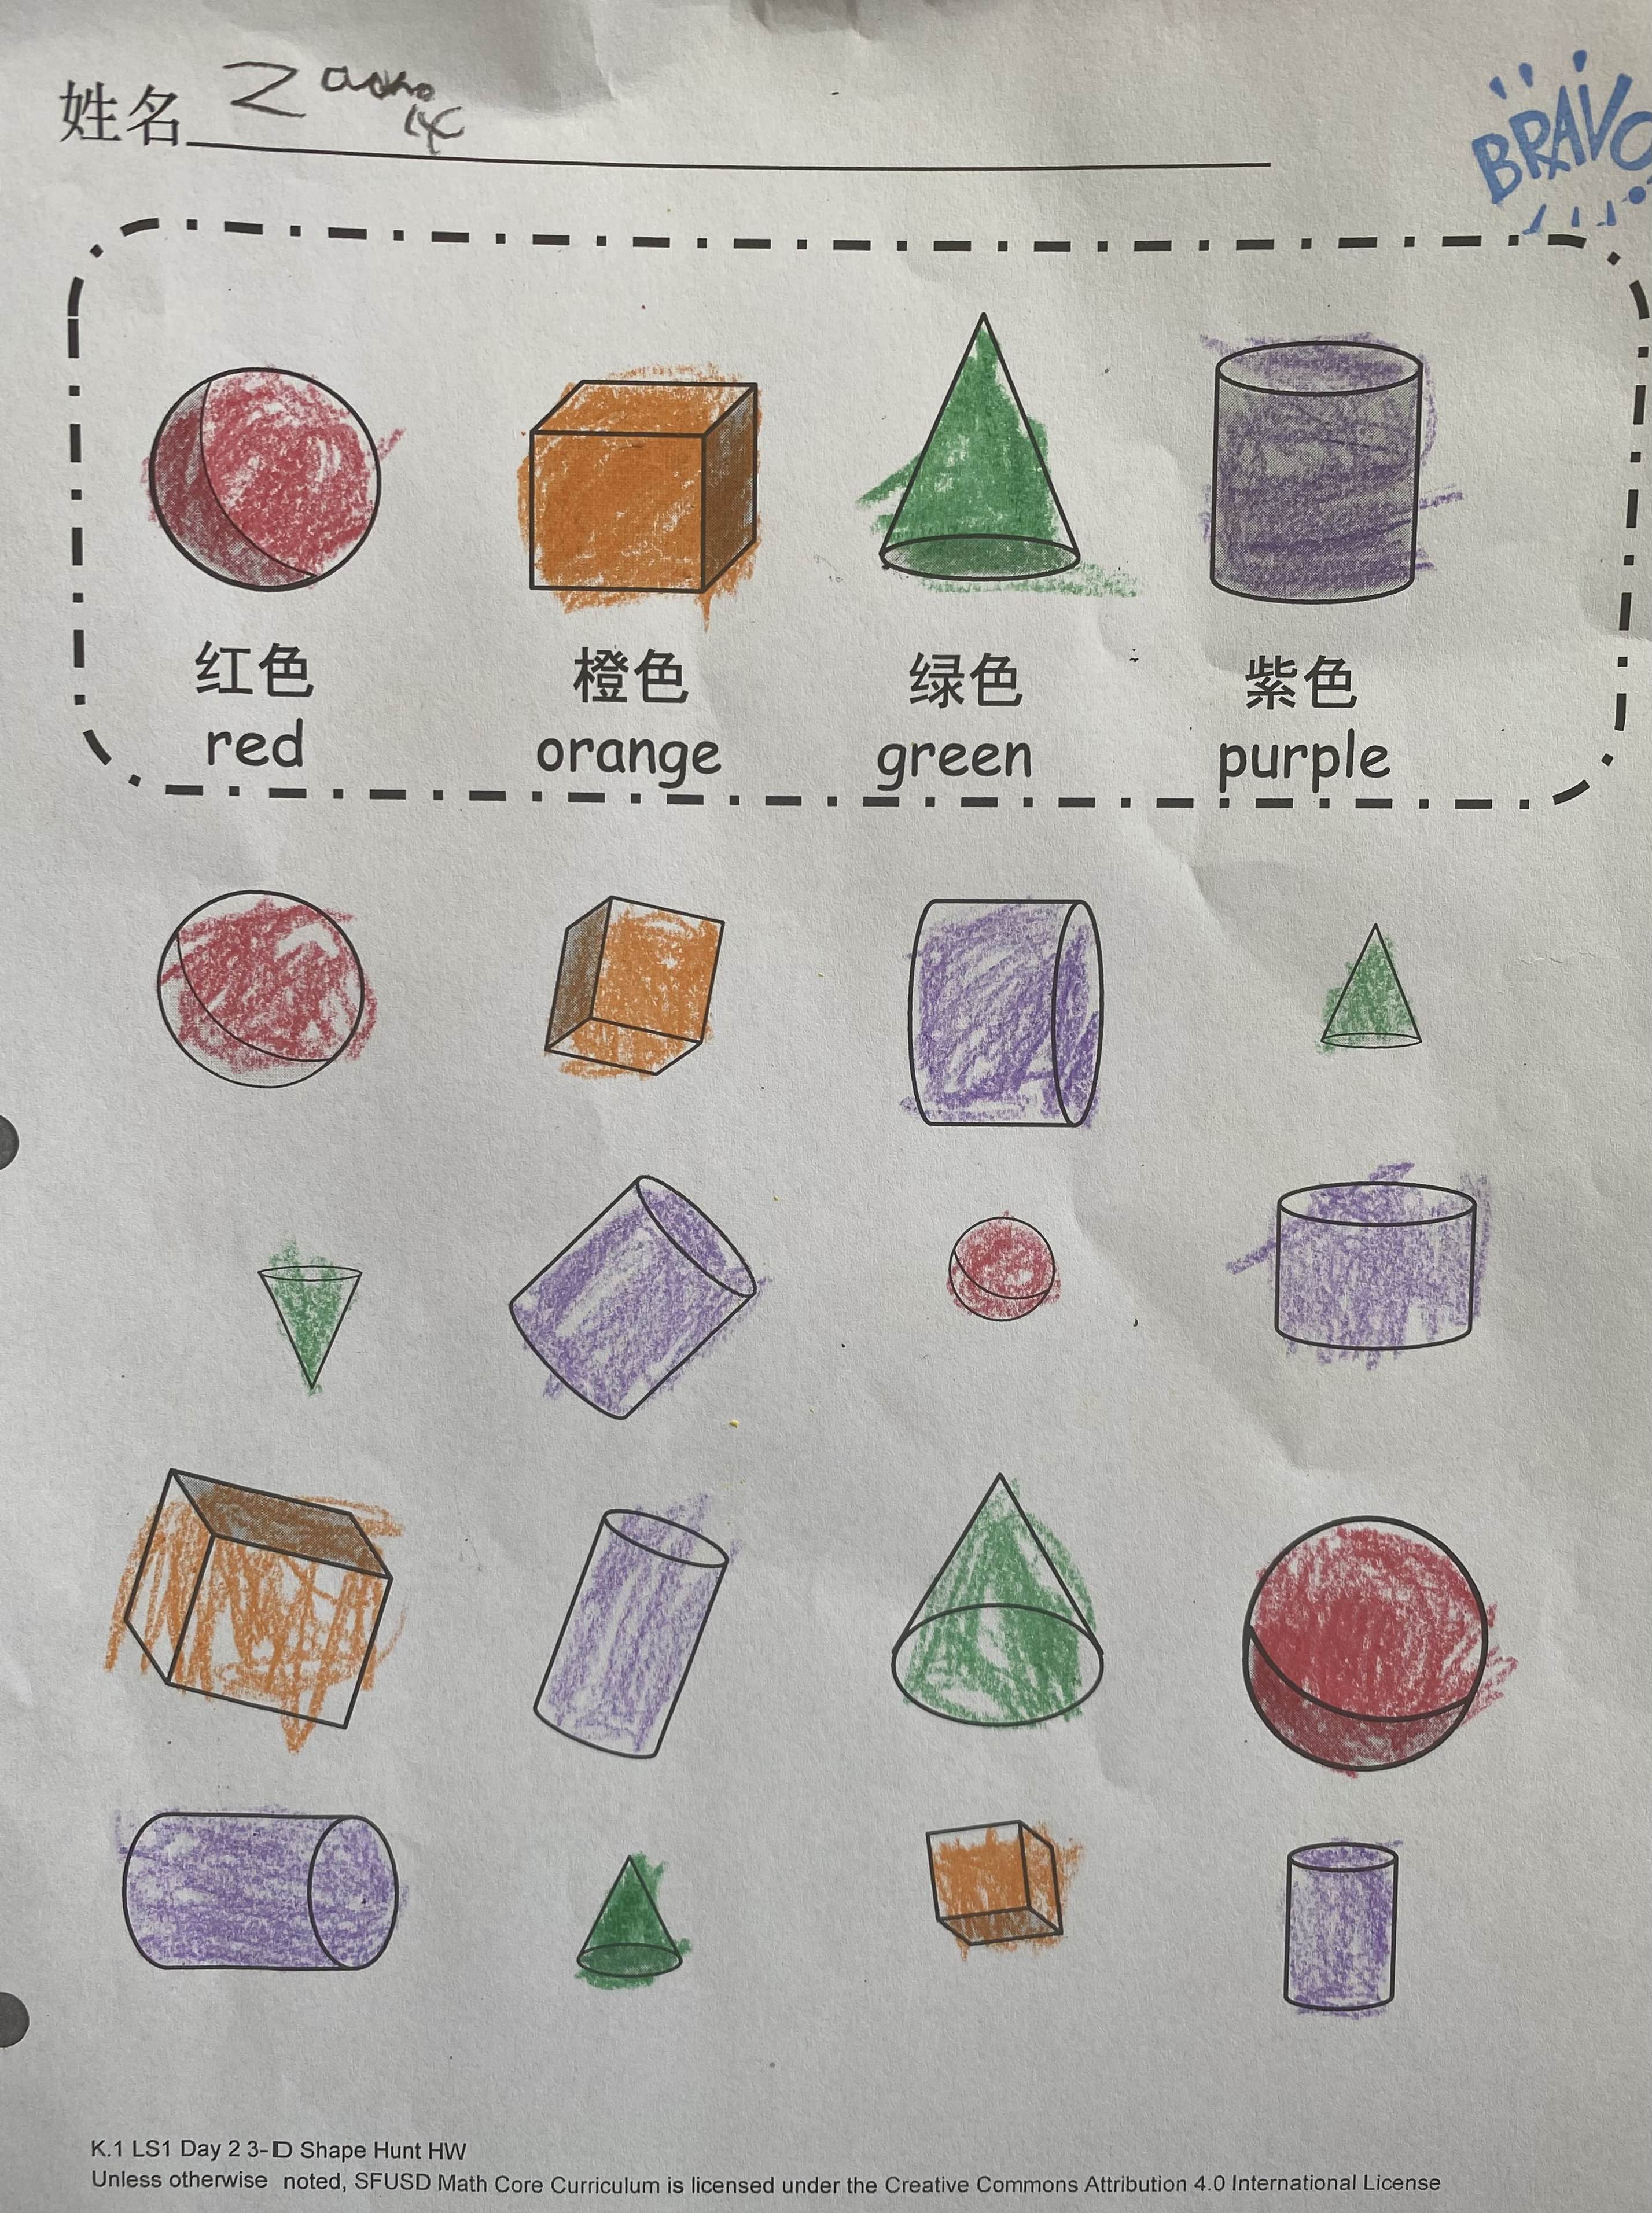 姓名
BRAVO
红色 橙色 绿色 紫色
red orange green purple
K.1 LS1 Day 2 3-D Shape Hunt HW
Unless otherwise noted, SFUSD Math Core Curriculum is licensed under the Creative Commons Attribution 4.0 International License